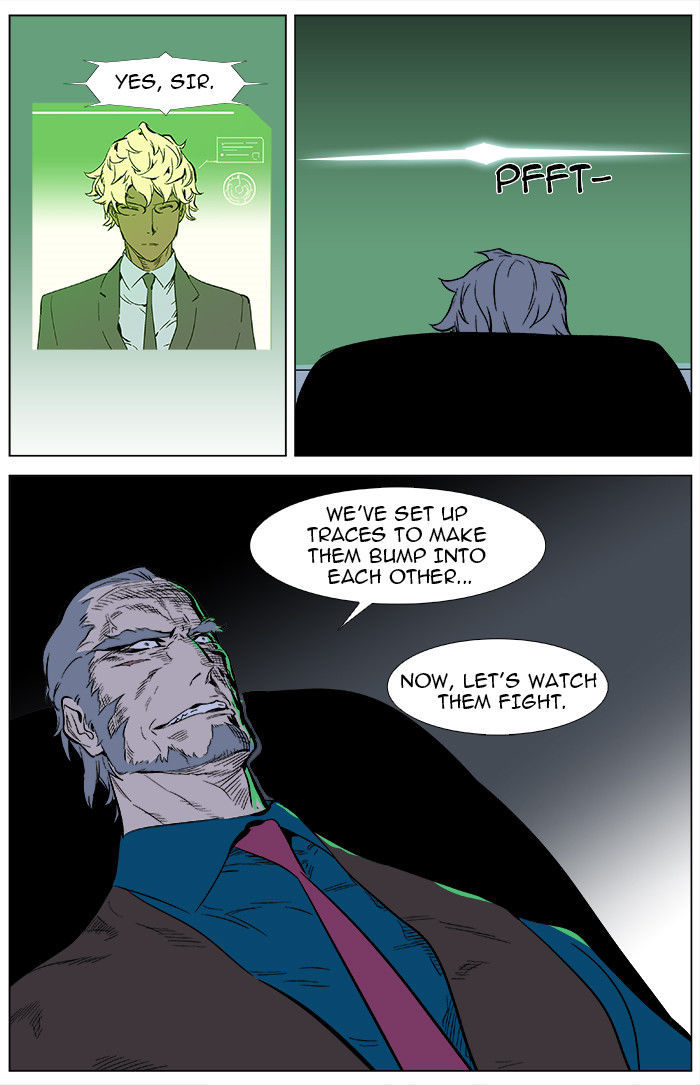 YES, SIR.
PFFT-
WE'VE SET UP
TRACES TO MAKE
THEM BUMP INTO
EACH OTHER...
NOW, LET'S WATCH
THEM FIGHT.